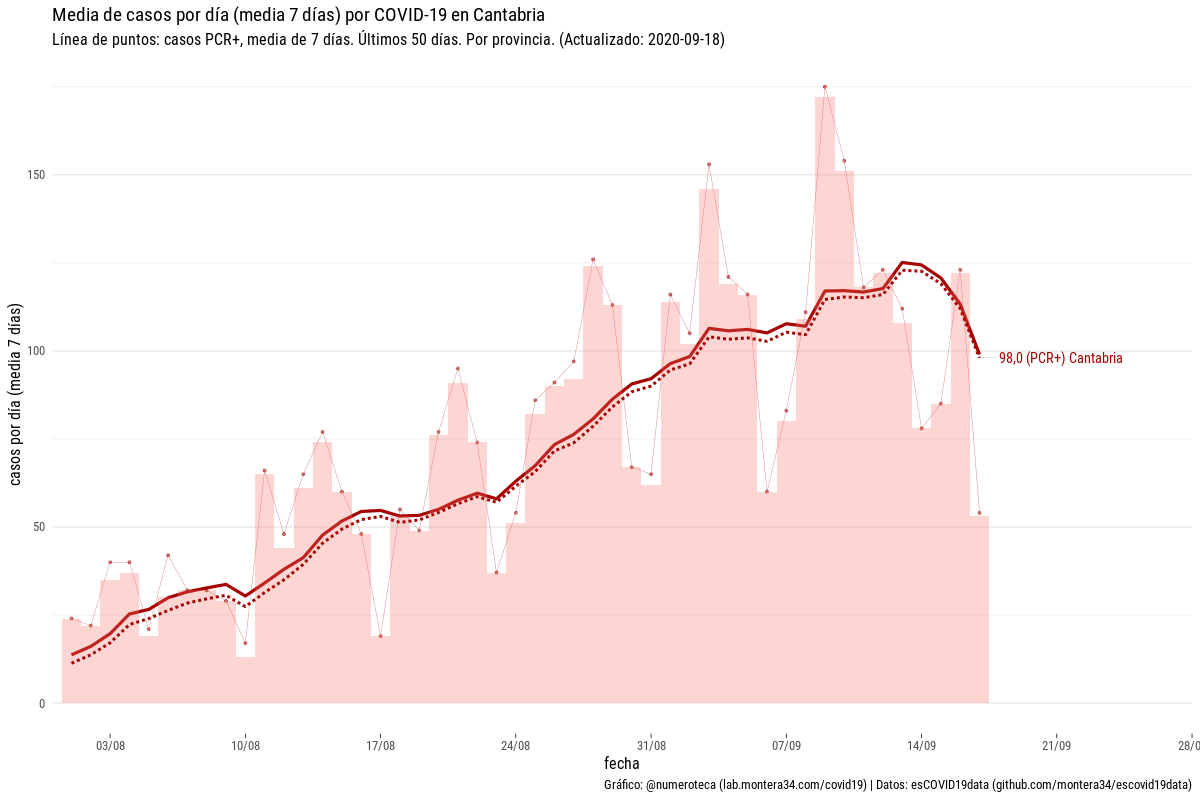 Media de casos por día (media 7 días) por COVID-19 en Cantabria
Línea de puntos: casos PCR+, media de 7 días. Últimos 50 días. Por provincia. (Actualizado: 2020-09-18)
casos por día (media 7 días)
150
100
50
0
98,0 (PCR+) Cantabria
03/08 10/08 17/08 24/08 31/08 07/09 14/09 21/09 28/0
fecha
Gráfico: @numeroteca (lab.montera34.com/covid19) | Datos: esCOVID19data (github.com/montera34/escovid19data)